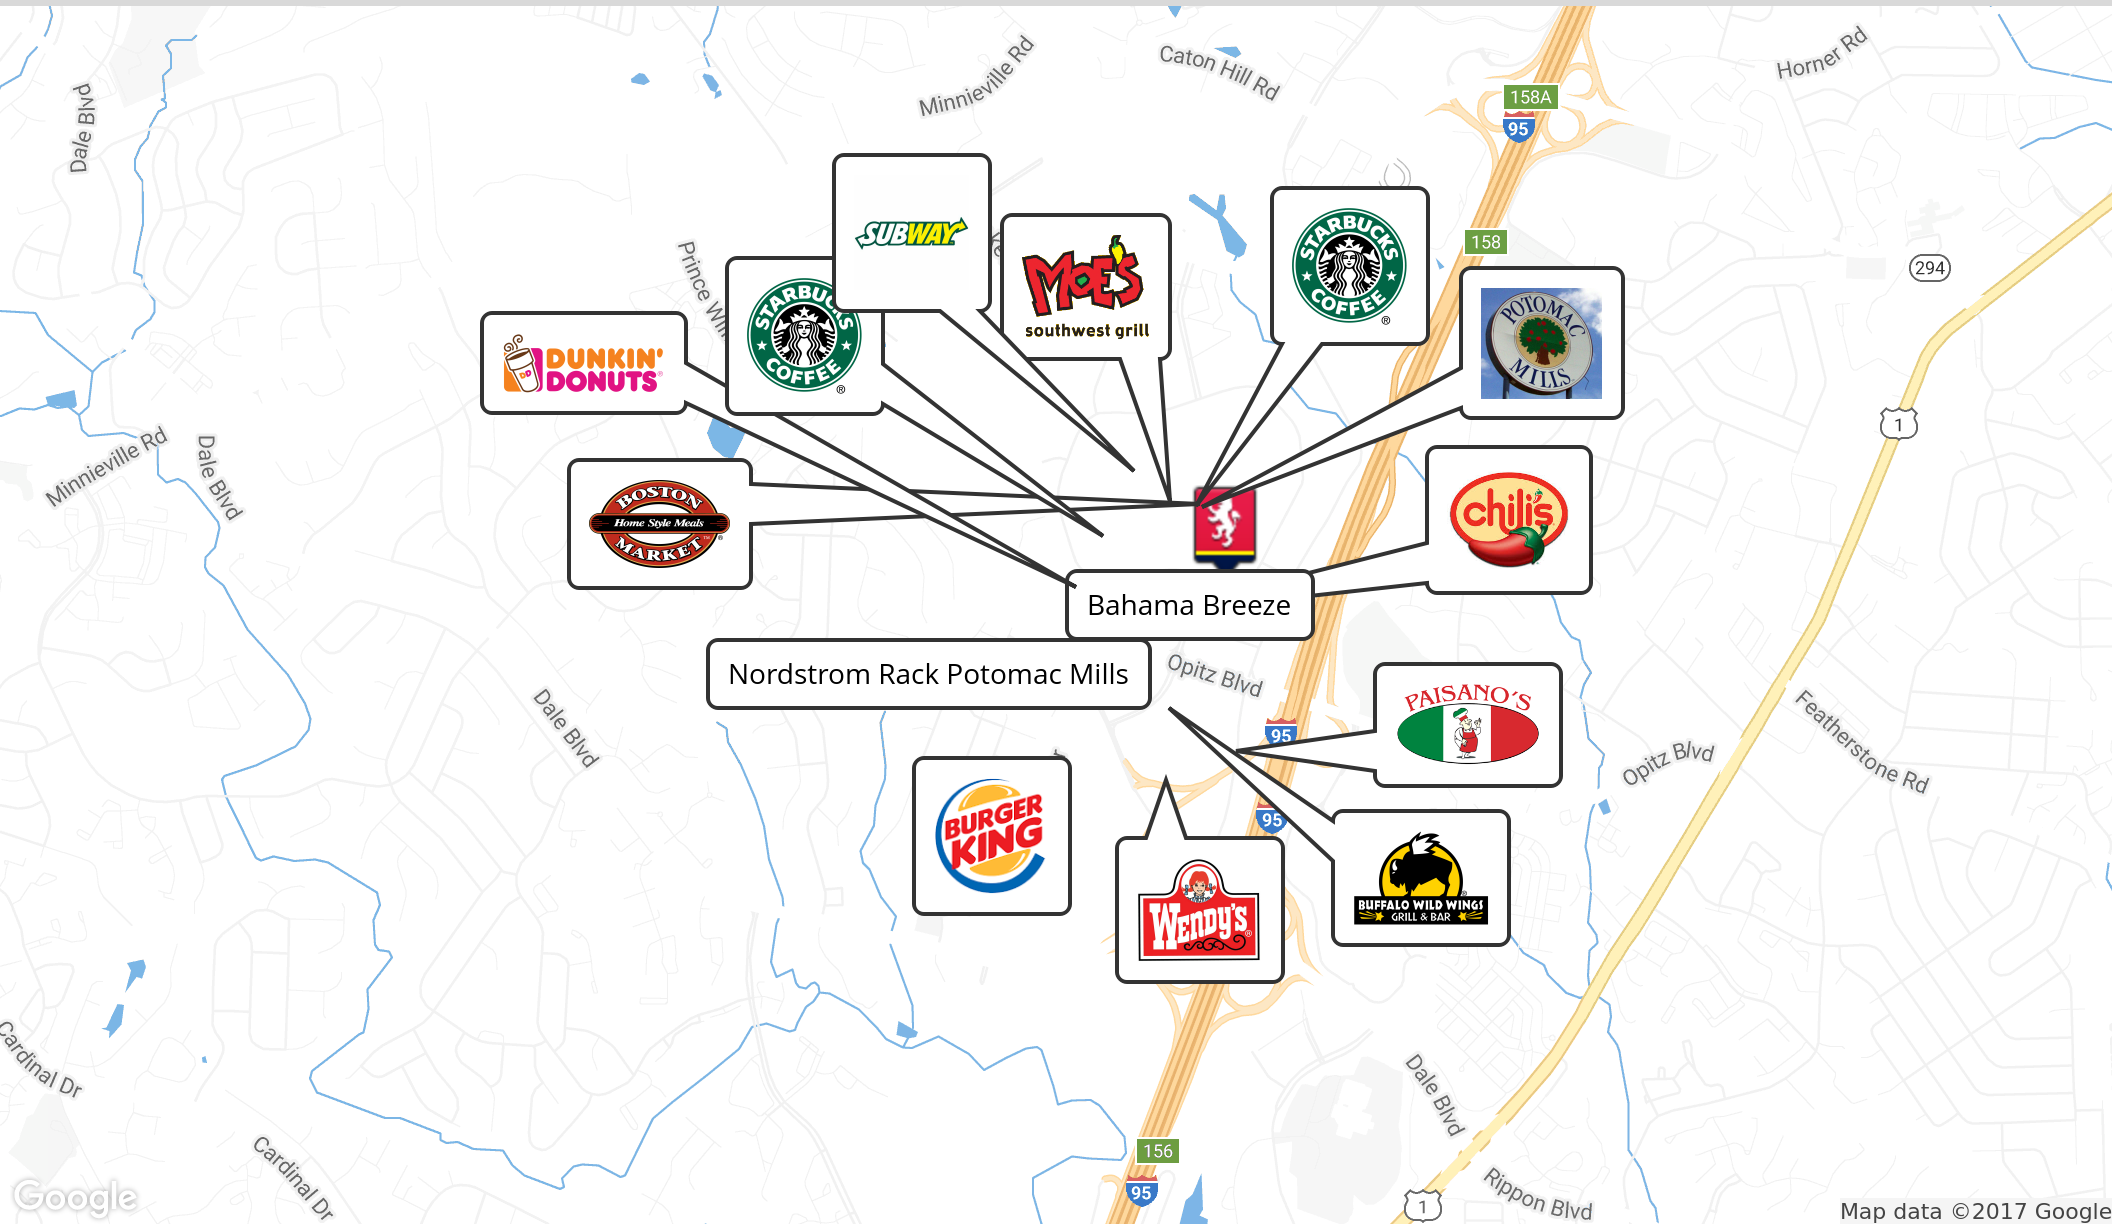 Minnieville Rd
Caton Hill Rd
Horner Rd
Dale Blvd
158A
95
SUBWAY
MOE'S
southwest grill
STARBUCKS
COFFEE
®
158
294
Prince
STARBUCKS
COFFEE
®
POTOMAC
MILLS
DUNKIN'
DONUTS
DD
1
Minnieville Rd
Dale Blvd
BOSTON
Home Style Meals
MARKET
chili's
Bahama Breeze
Nordstrom Rack Potomac Mills
Opitz Blvd
PAISANO'S
95
Dale Blvd
Opitz Blvd
Featherstone Rd
BURGER
KING
95
WENDY'S
BUFFALO WILD WINGS
GRILL & BAR
Cardinal Dr
Dale Blvd
Cardinal Dr
156
95
Rippon Blvd
1
Google
Map data ©2017 Google